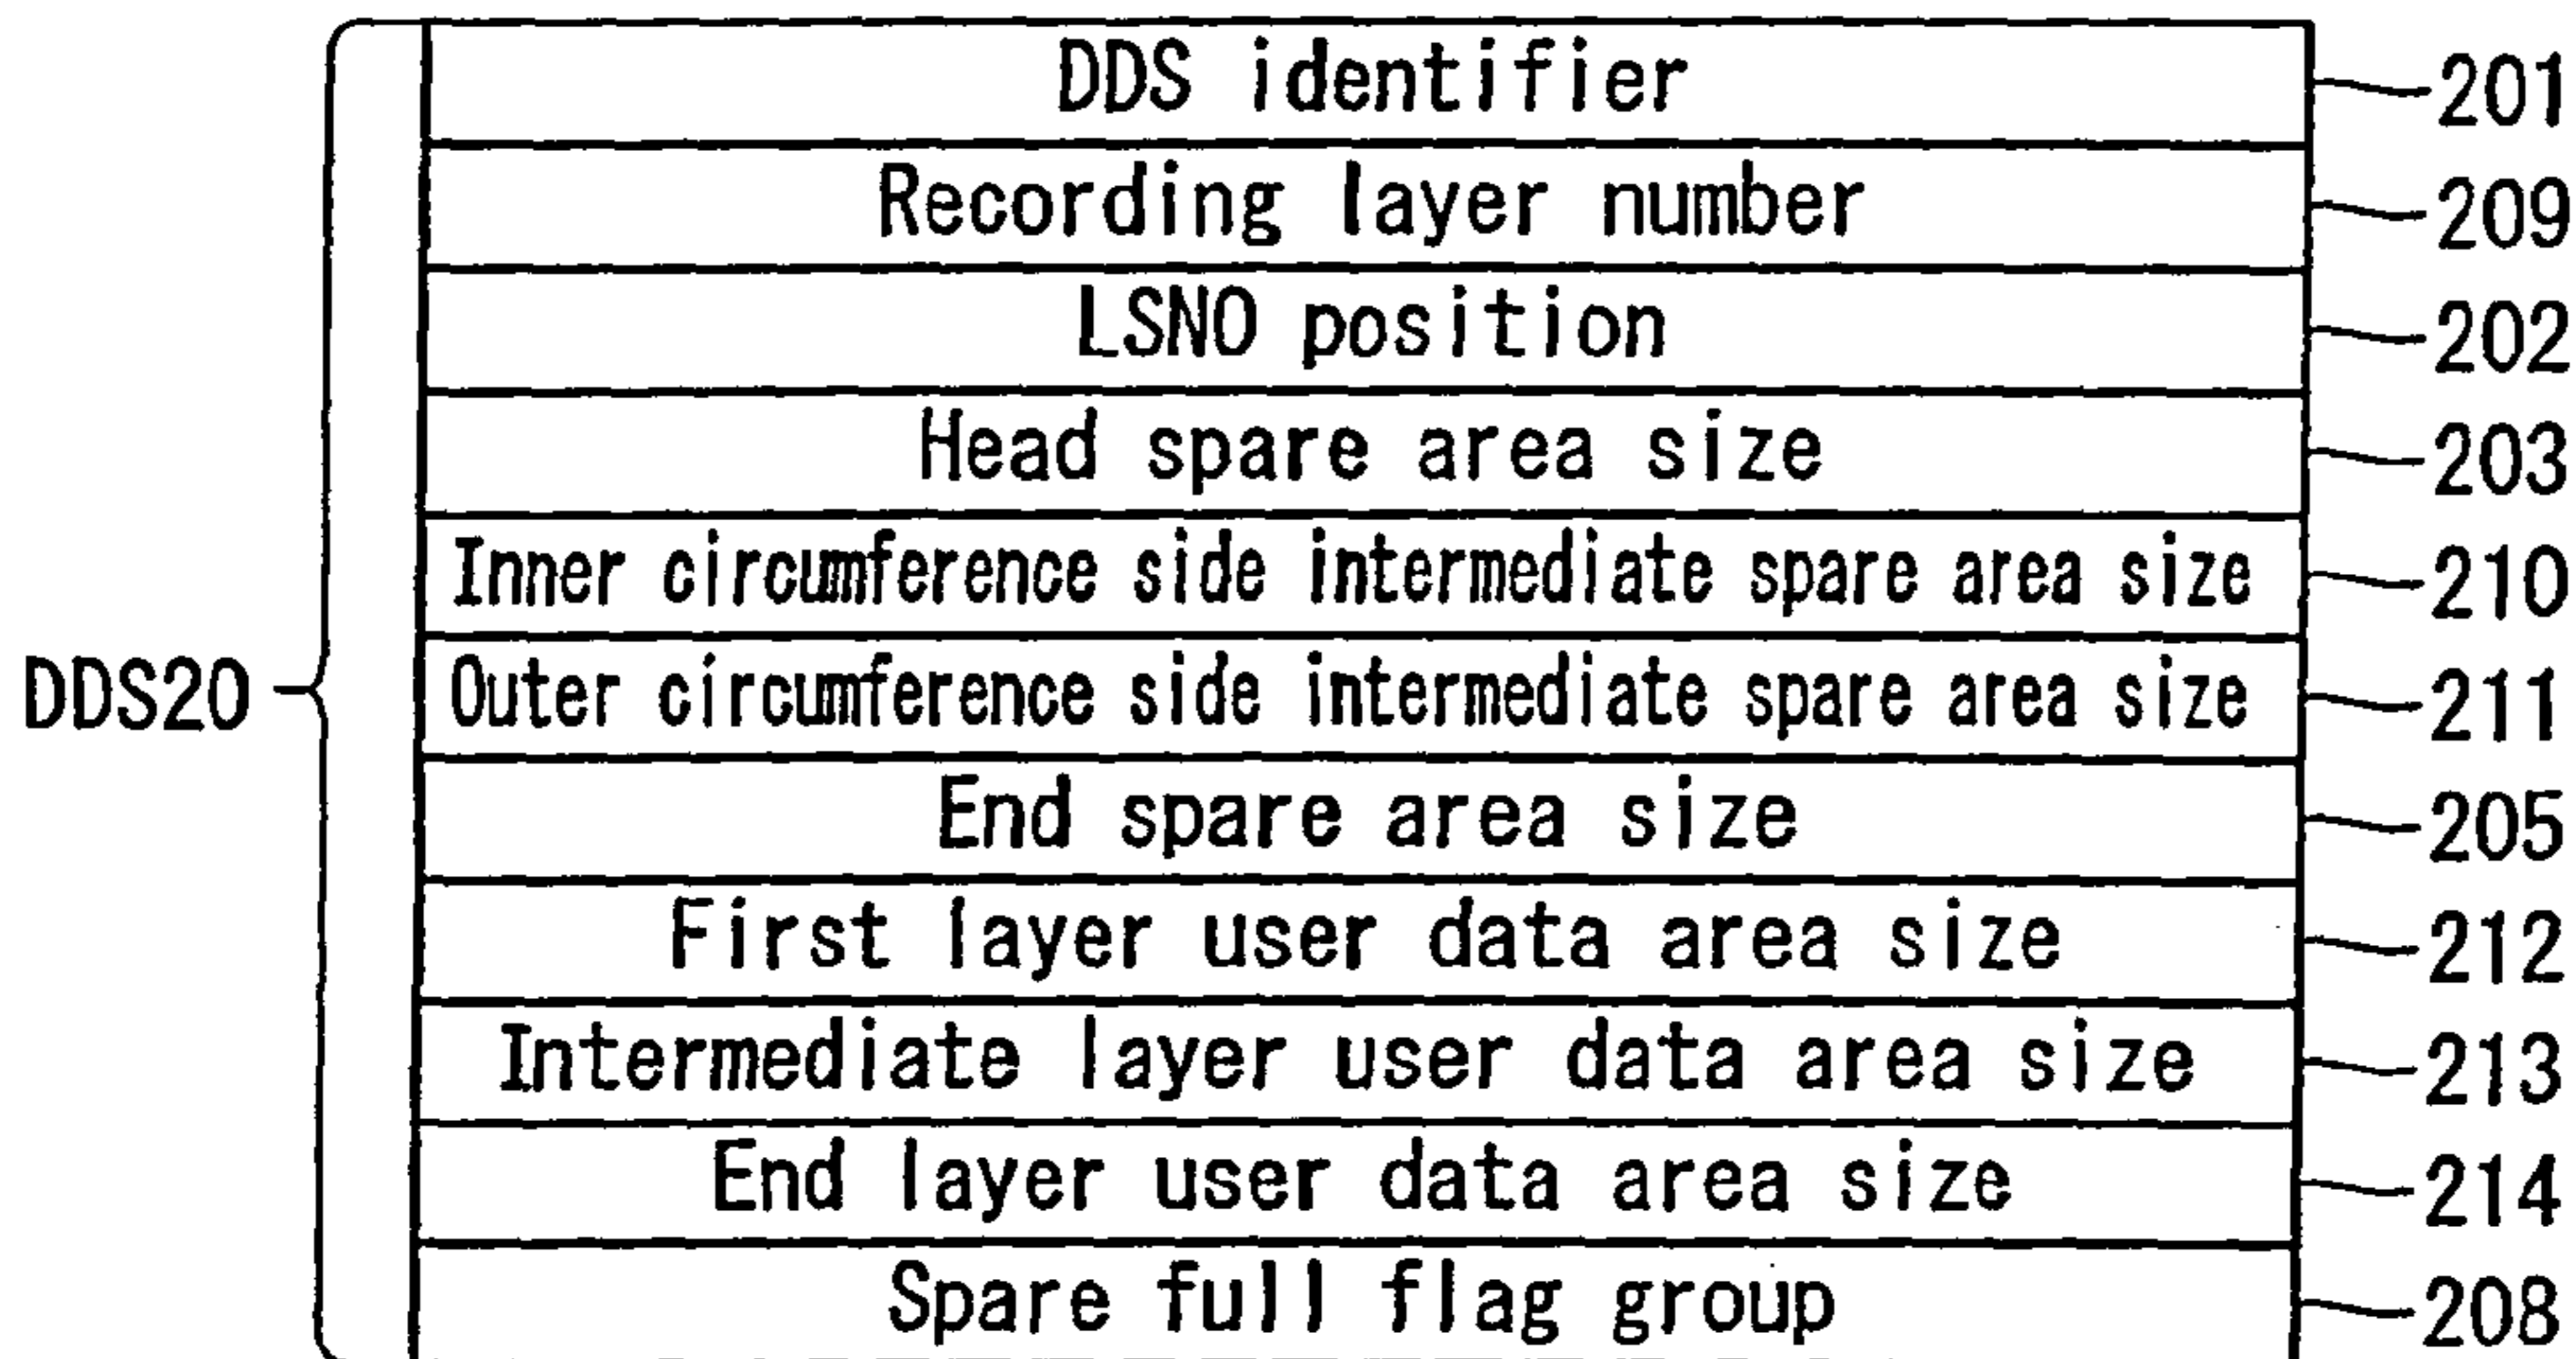 DDS identifier 201
Recording layer number 209
LSN0 position 202
Head spare area size 203
Inner circumference side intermediate spare area size 210
DDS20
Outer circumference side intermediate spare area size 211
End spare area size 205
First layer user data area size 212
Intermediate layer user data area size 213
End layer user data area size 214
Spare full flag group 208